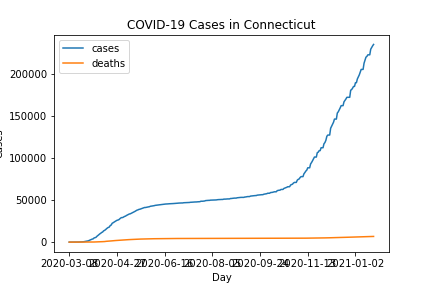 COVID-19 Cases in Connecticut
cases
deaths
200000
150000
100000
50000
0
Cases
2020-03-08 2020-04-27 2020-06-16 2020-08-05 2020-09-24 2020-11-13 2021-01-02
Day